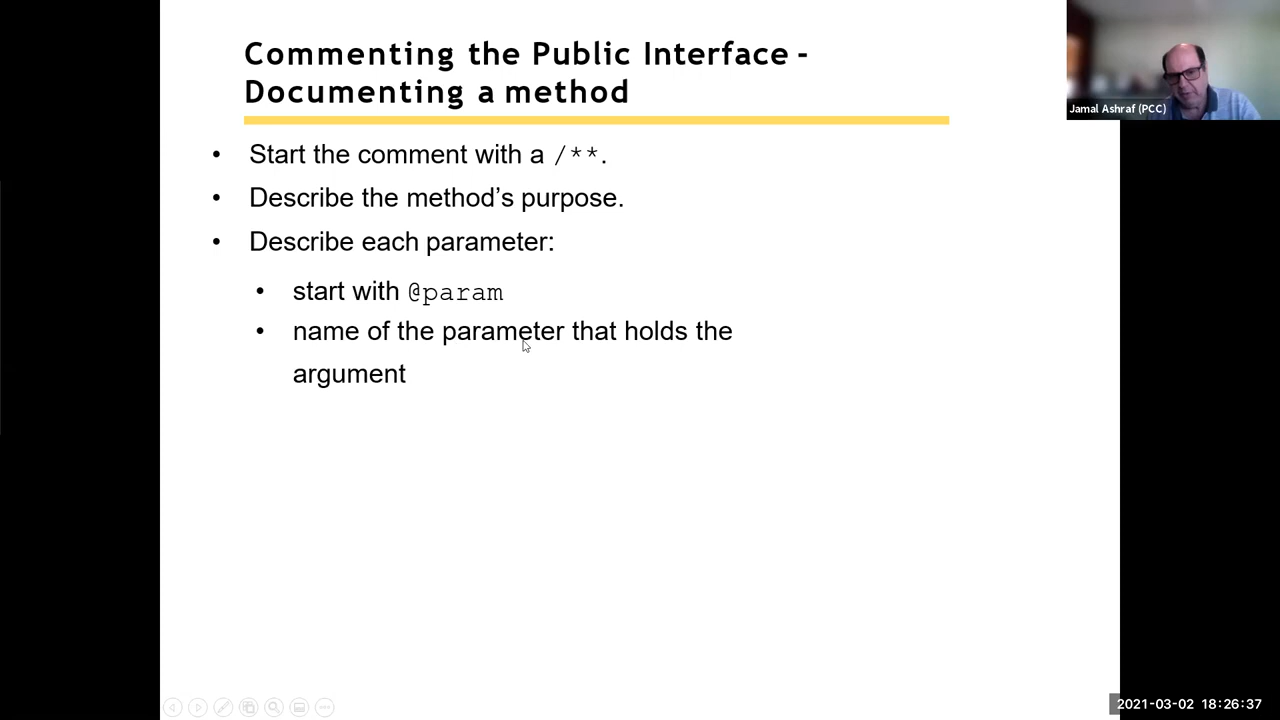 Commenting the Public Interface -
Documenting a method
Jamal Ashraf (PCC)
• Start the comment with a /**.
• Describe the method’s purpose.
• Describe each parameter:
• start with @param
• name of the parameter that holds the
argument
2021-03-02 18:26:37